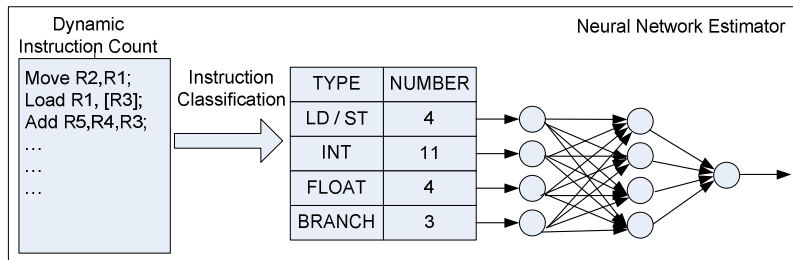 Dynamic
Instruction Count
Neural Network Estimator
Move R2,R1;
Load R1, [R3];
Add R5,R4,R3;
…
…
…
Instruction
Classification
TYPE NUMBER
LD / ST 4
INT 11
FLOAT 4
BRANCH 3